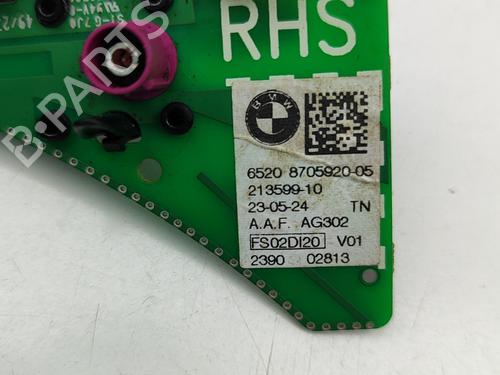 RHS
BMW
6520 8705920-05
213599-10
23-05-24 TN
A.A.F. AG302
FS02DI20 V01
2390 02813
B-PARTS